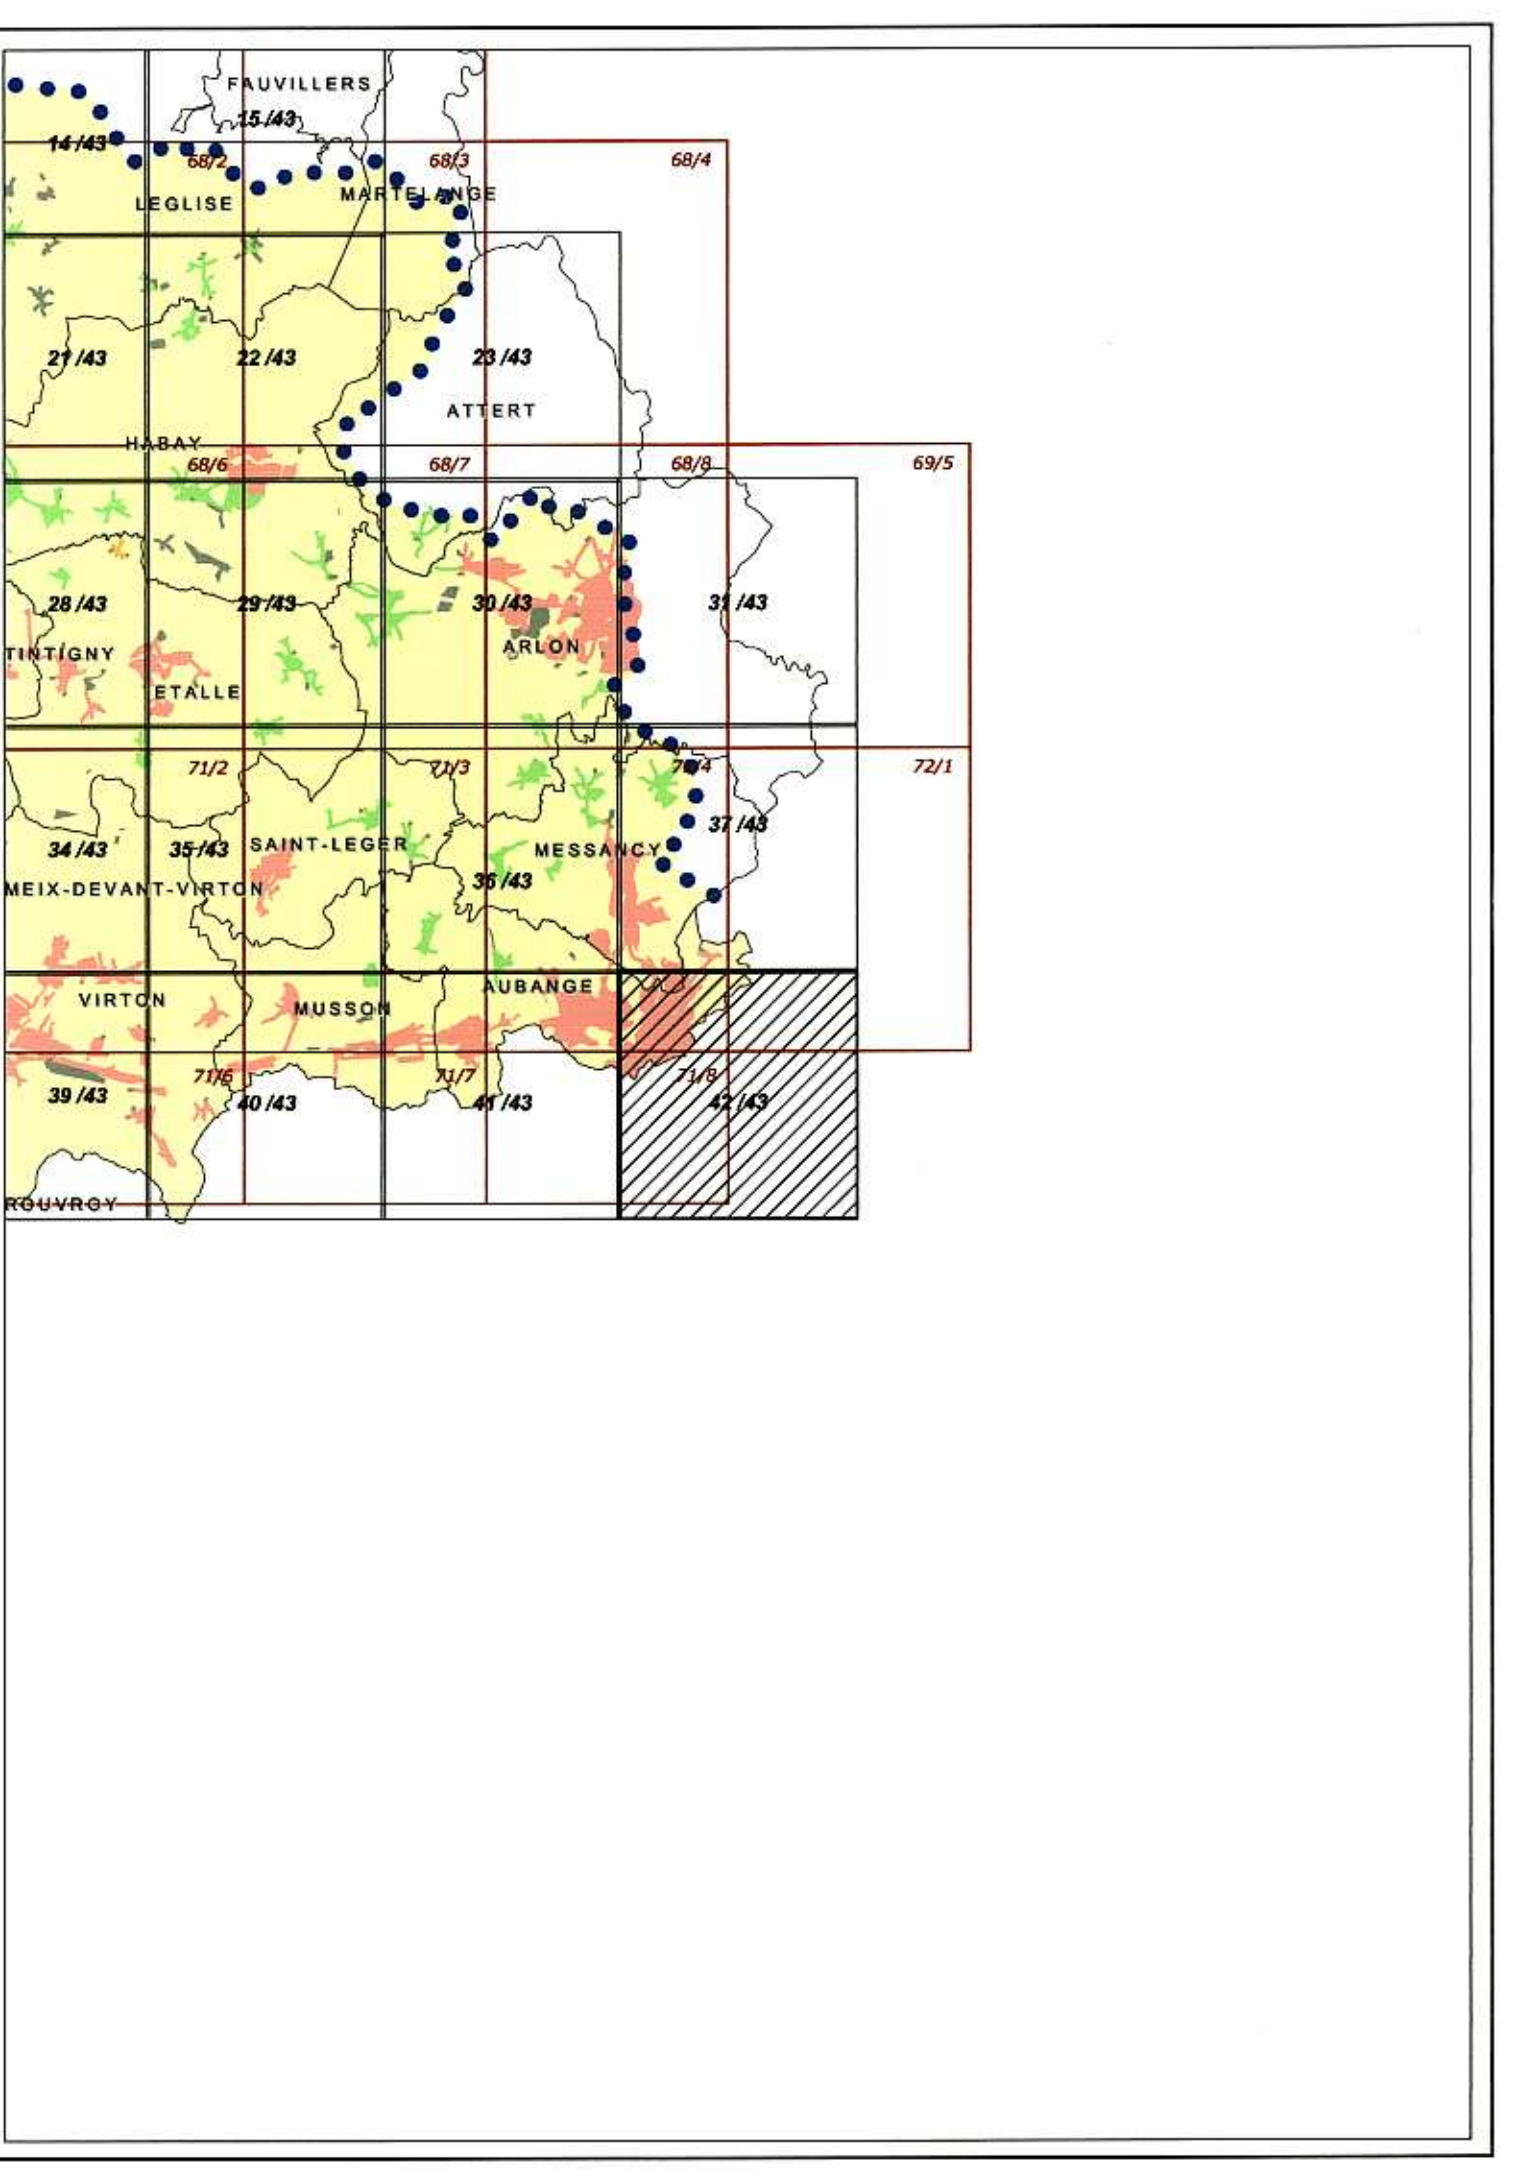 FAUVILLERS
15/43
14/43
68/2
68/3
68/4
MARTELANGE
LEGLISE
21/43
22/43
23/43
ATTERT
HABAY
68/6
68/7
68/8
69/5
28/43
29/43
30/43
31/43
TINTIGNY
ARLON
ETALLE
71/2
71/3
71/4
72/1
37/43
34/43
35/43
SAINT-LEGER
MESSANCY
36/43
MEIX-DEVANT-VIRTON
AUBANGE
VIRTON
MUSSON
71/6
71/7
71/8
39/43
40/43
41/43
42/43
ROUVROY